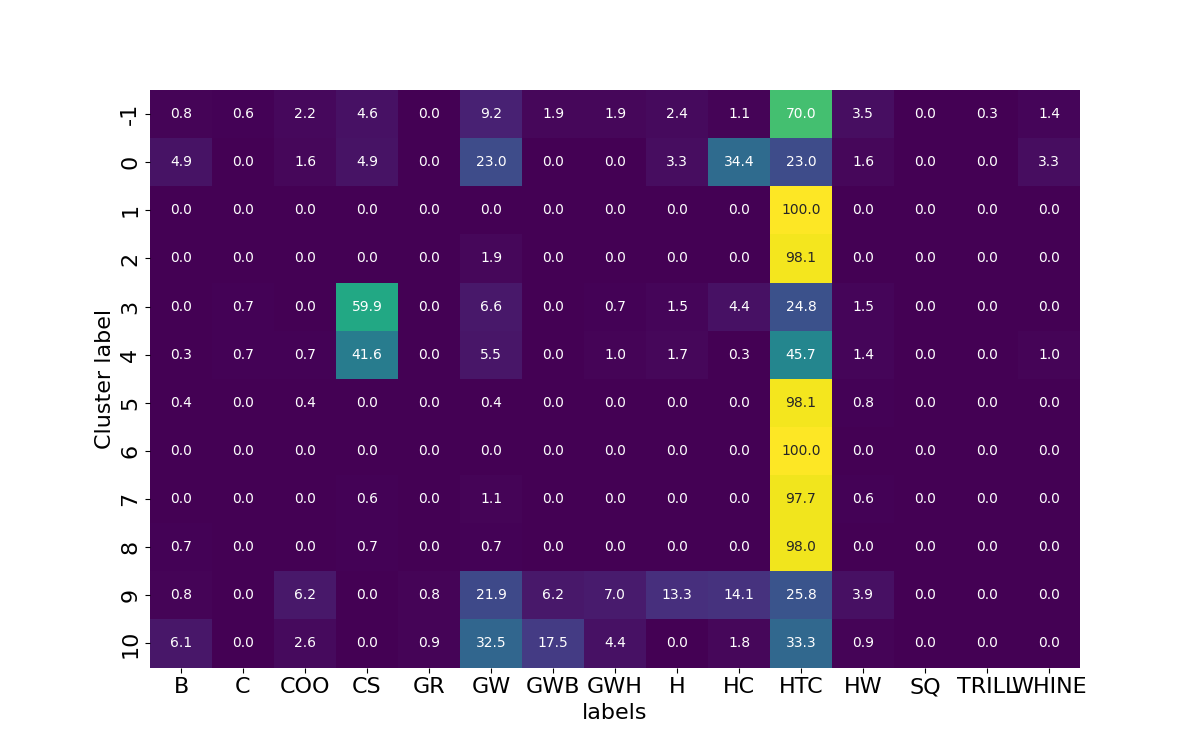 -1 0.8 0.6 2.2 4.6 0.0 9.2 1.9 1.9 2.4 1.1 70.0 3.5 0.0 0.3 1.4
0 4.9 0.0 1.6 4.9 0.0 23.0 0.0 0.0 3.3 34.4 23.0 1.6 0.0 0.0 3.3
1 0.0 0.0 0.0 0.0 0.0 0.0 0.0 0.0 0.0 0.0 100.0 0.0 0.0 0.0 0.0
2 0.0 0.0 0.0 0.0 0.0 1.9 0.0 0.0 0.0 0.0 98.1 0.0 0.0 0.0 0.0
3 0.0 0.7 0.0 59.9 0.0 6.6 0.0 0.7 1.5 4.4 24.8 1.5 0.0 0.0 0.0
4 0.3 0.7 0.7 41.6 0.0 5.5 0.0 1.0 1.7 0.3 45.7 1.4 0.0 0.0 1.0
5 0.4 0.0 0.4 0.0 0.0 0.4 0.0 0.0 0.0 0.0 98.1 0.8 0.0 0.0 0.0
6 0.0 0.0 0.0 0.0 0.0 0.0 0.0 0.0 0.0 0.0 100.0 0.0 0.0 0.0 0.0
7 0.0 0.0 0.0 0.6 0.0 1.1 0.0 0.0 0.0 0.0 97.7 0.6 0.0 0.0 0.0
8 0.7 0.0 0.0 0.7 0.0 0.7 0.0 0.0 0.0 0.0 98.0 0.0 0.0 0.0 0.0
9 0.8 0.0 6.2 0.0 0.8 21.9 6.2 7.0 13.3 14.1 25.8 3.9 0.0 0.0 0.0
10 6.1 0.0 2.6 0.0 0.9 32.5 17.5 4.4 0.0 1.8 33.3 0.9 0.0 0.0 0.0
Cluster label
B C COO CS GR GW GWB GWH H HC HTC HW SQ TRILL WHINE
labels